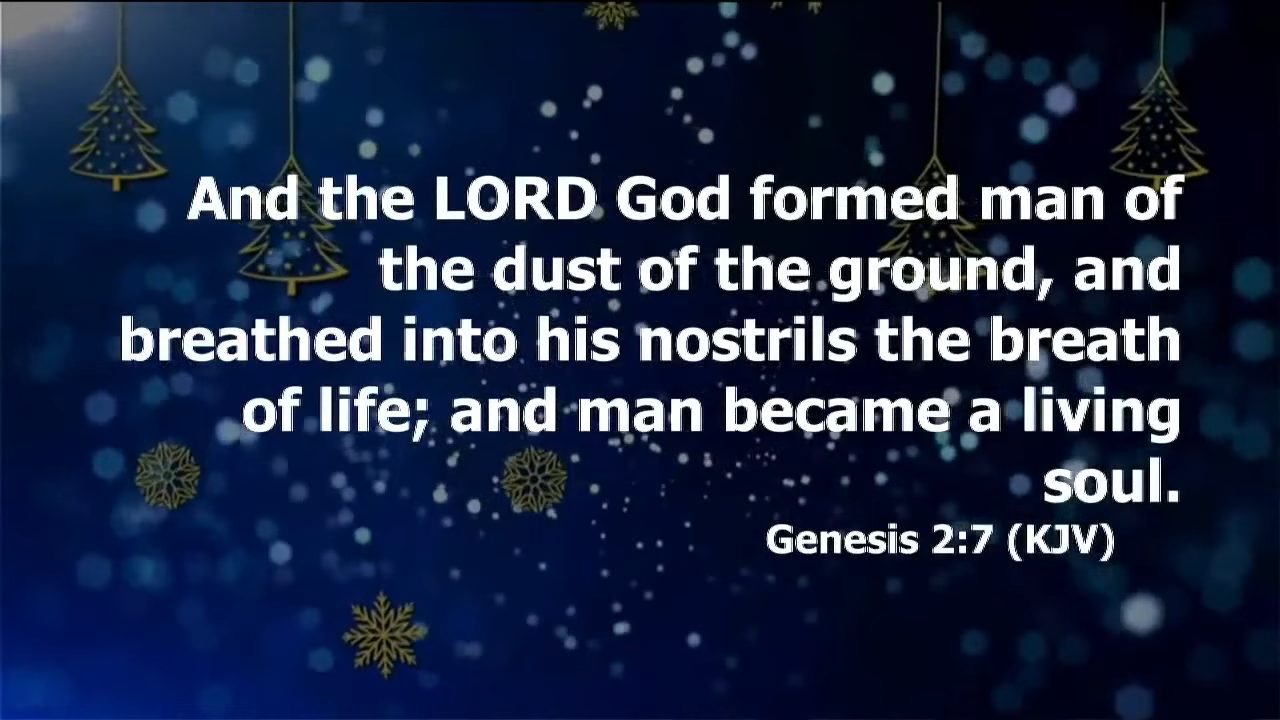 And the LORD God formed man of
the dust of the ground, and
breathed into his nostrils the breath
of life; and man became a living
soul.
Genesis 2:7 (KJV)